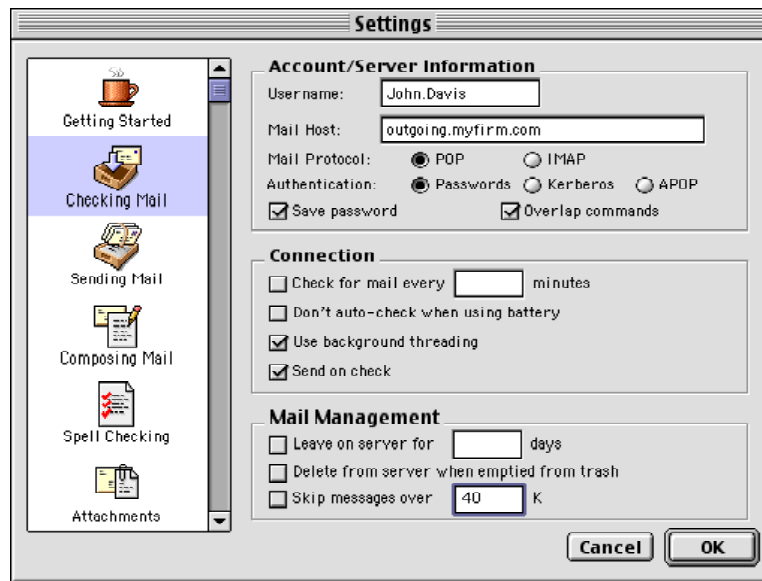 Settings
Getting Started
Checking Mail
Sending Mail
Composing Mail
Spell Checking
Attachments
Account/Server Information
Username: John.Davis
Mail Host: outgoing.myfirm.com
Mail Protocol: POP IMAP
Authentication: Passwords Kerberos APOP
Save password Overlap commands
Connection
Check for mail every minutes
Don't auto-check when using battery
Use background threading
Send on check
Mail Management
Leave on server for days
Delete from server when emptied from trash
Skip messages over 40 K
Cancel OK